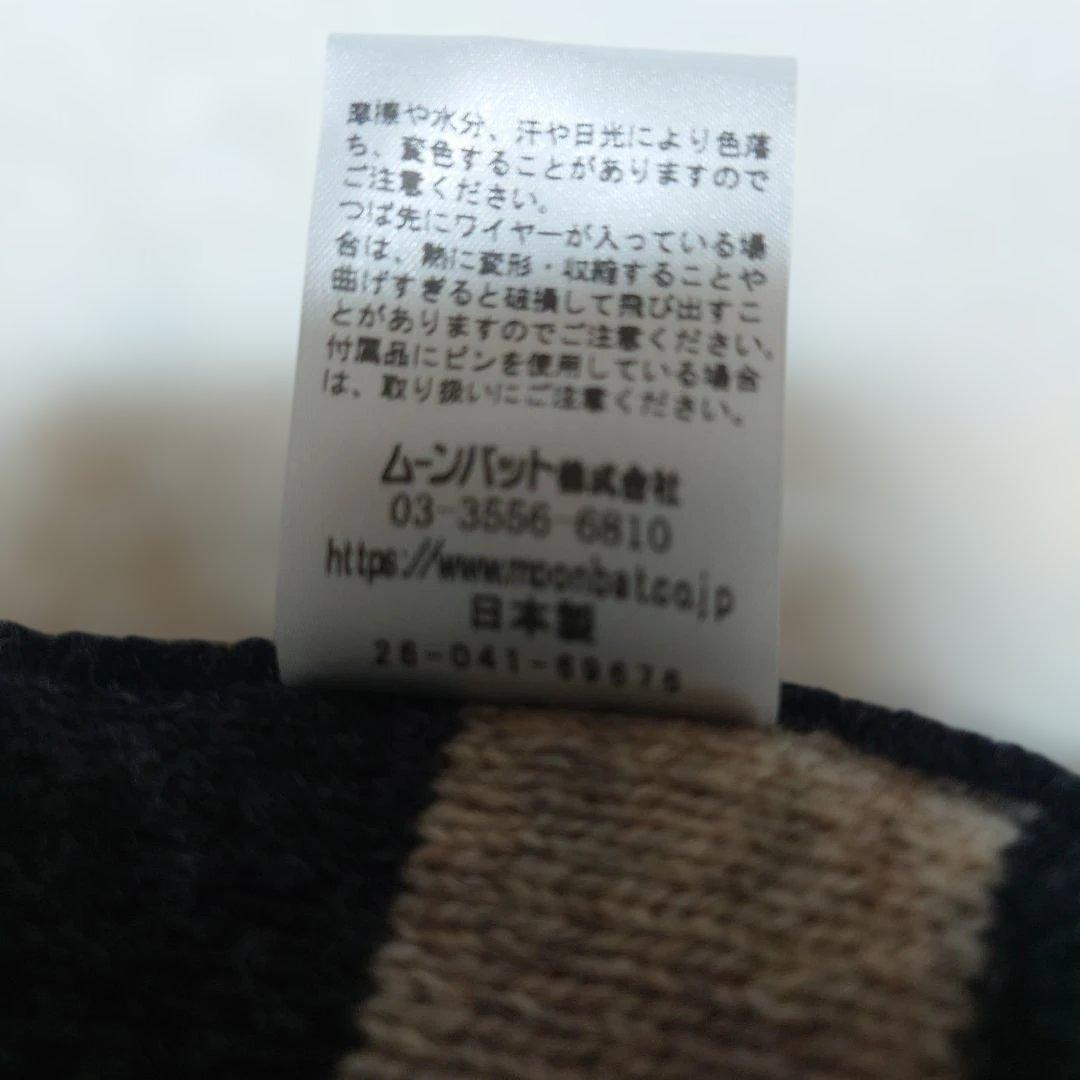 摩擦や水分、汗や日光により色落
ち、変色することがありますので
ご注意ください。
つば先にワイヤーが入っている場
合は、熱に変形・収縮することや
曲げすぎると破損して飛び出すこ
とがありますのでご注意ください。
付属品にピンを使用している場合
は、取り扱いにご注意ください。
ムーンバット株式会社
03-3556-6810
https://www.moonbat.co.jp
日本製
26-041-69676